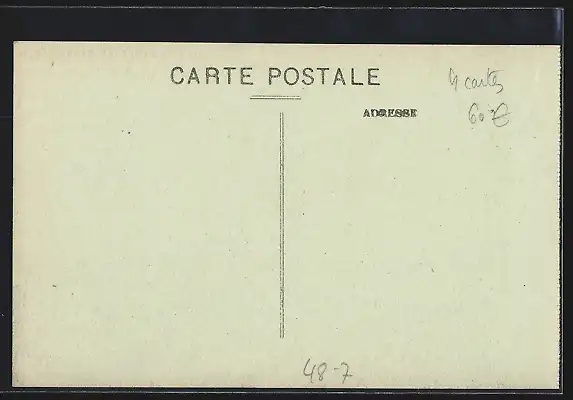 CARTE POSTALE
4 cartes
ADRESSE
60 €
48-7